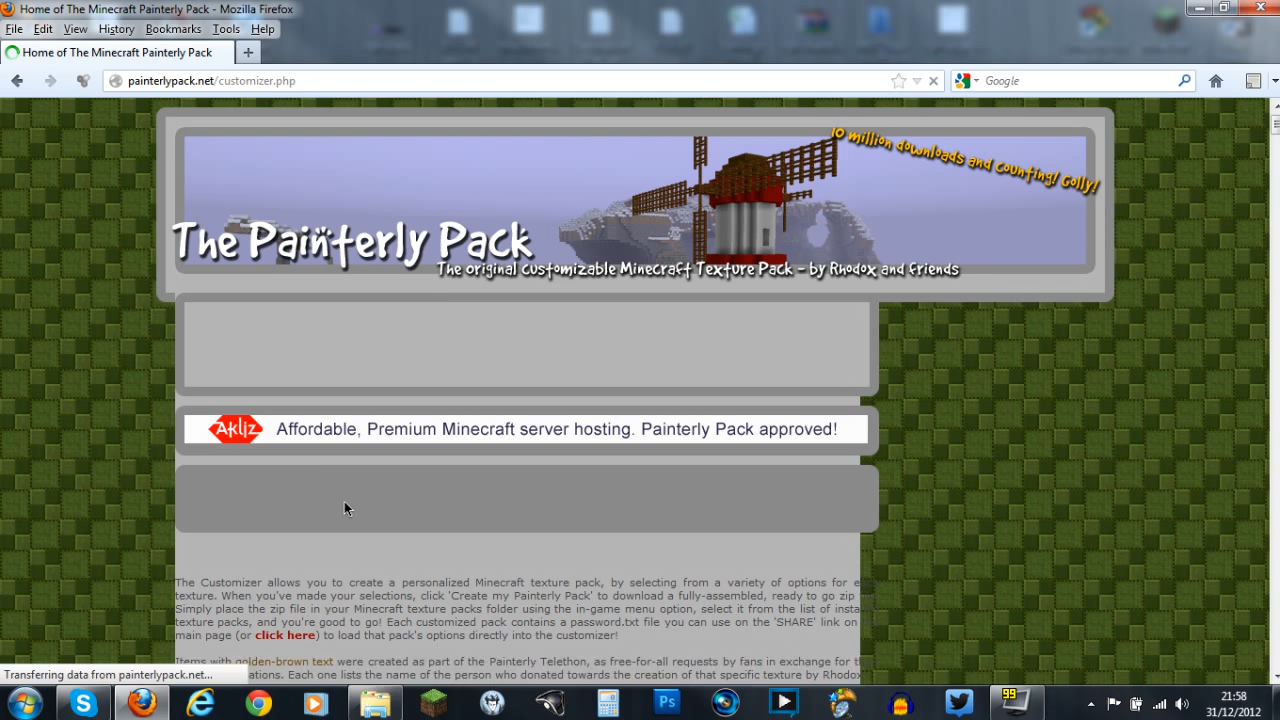 Home of The Minecraft Painterly Pack - Mozilla Firefox
File Edit View History Bookmarks Tools Help
Home of The Minecraft Painterly Pack
painterlypack.net/customizer.php
Google
10 million downloads and counting! Golly!
The Painterly Pack
The original customizable Minecraft Texture Pack - by Rhodox and friends
Akliz Affordable, Premium Minecraft server hosting. Painterly Pack approved!
The Customizer allows you to create a personalized Minecraft texture pack, by selecting from a variety of options for
texture. When you've made your selections, click 'Create my Painterly Pack' to download a fully-assembled, ready to go zip
Simply place the zip file in your Minecraft texture packs folder using the in-game menu option, select it from the list of
texture packs, and you're good to go! Each customized pack contains a password.txt file you can use on the 'SHARE' link on
main page (or click here) to load that pack's options directly into the customizer!
Items with golden-brown text were created as part of the Painterly Telethon, as free-for-all requests by fans in exchange for
Transferring data from painterlypack.net...
Each one lists the name of the person who donated towards the creation of that specific texture by Rhodox
99
Ps
21:58
31/12/2012